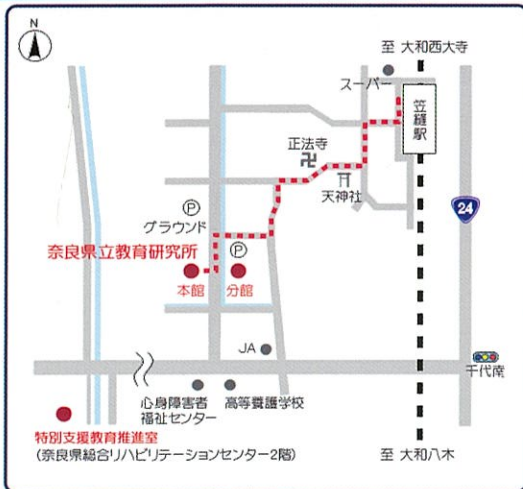 N
至 大和西大寺
スーパー
笠縫駅
正法寺
天神社
24
P
グラウンド
P
奈良県立教育研究所
本館
分館
JA
千代南
心身障害者
福祉センター
高等養護学校
特別支援教育推進室
(奈良県総合リハビリテーションセンター2階)
至 大和八木